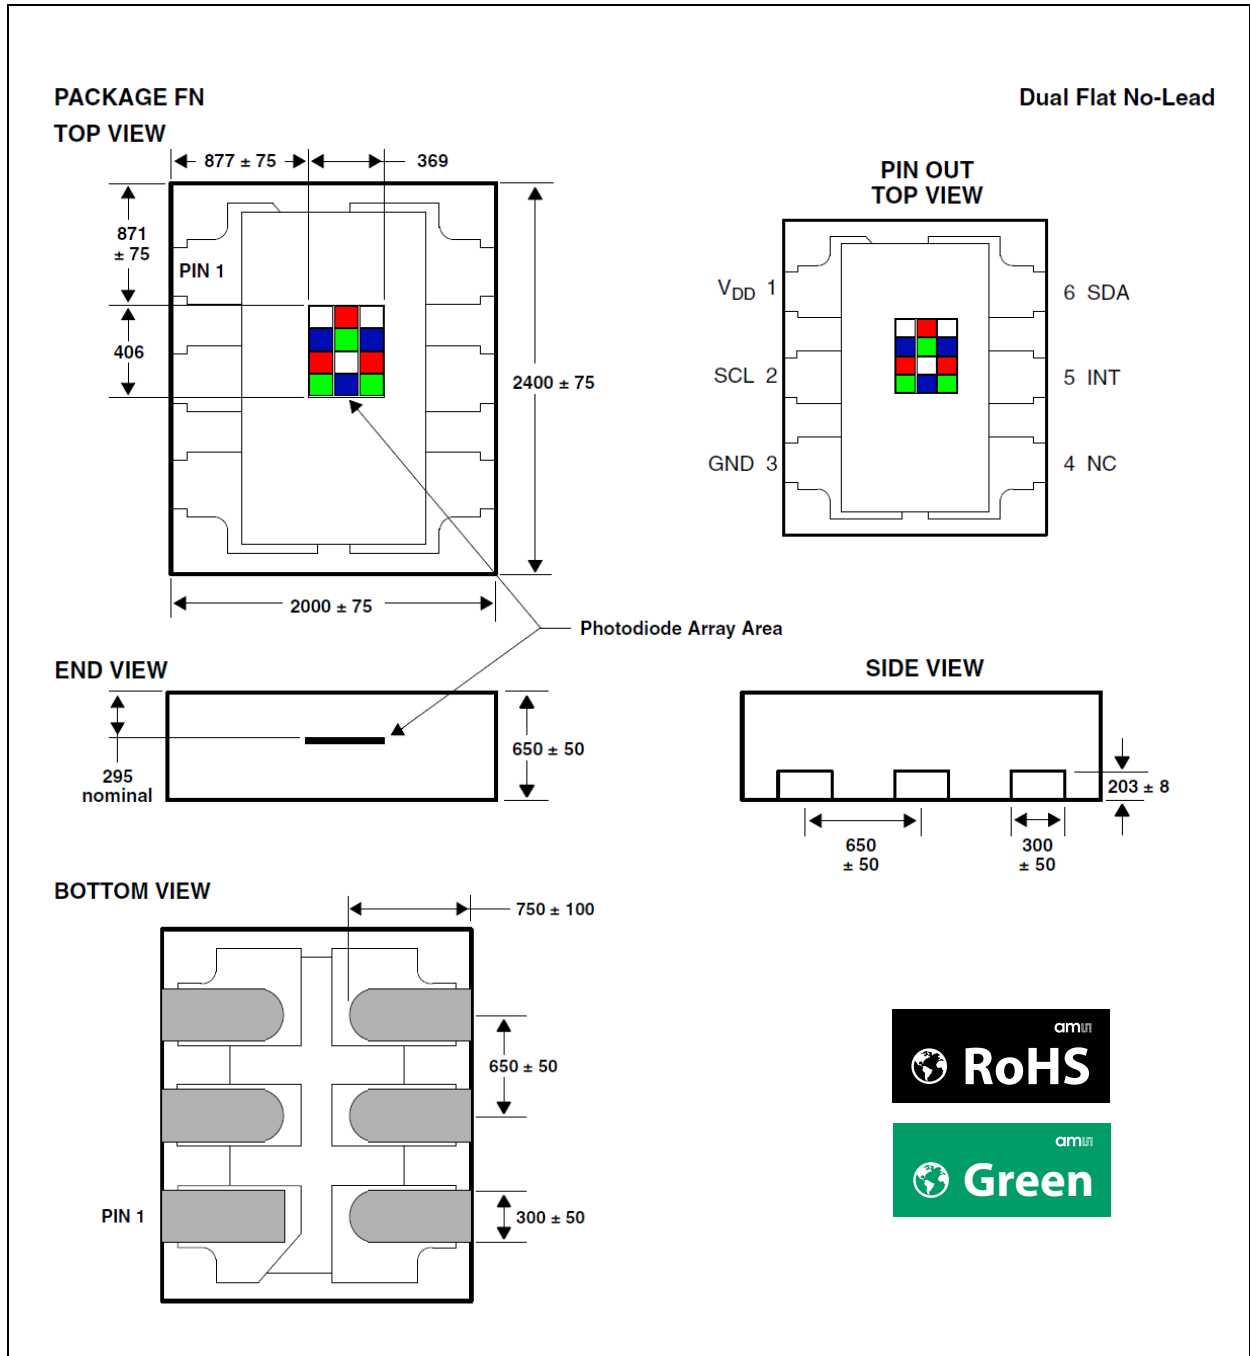 PACKAGE FN
Dual Flat No-Lead
TOP VIEW
877 ± 75
369
PIN OUT
TOP VIEW
871
± 75
PIN 1
406
2400 ± 75
2000 ± 75
VDD 1
6 SDA
SCL 2
5 INT
GND 3
4 NC
Photodiode Array Area
END VIEW
SIDE VIEW
295
nominal
650 ± 50
203 ± 8
650
± 50
300
± 50
BOTTOM VIEW
750 ± 100
650 ± 50
PIN 1
300 ± 50
am
RoHS
am
Green